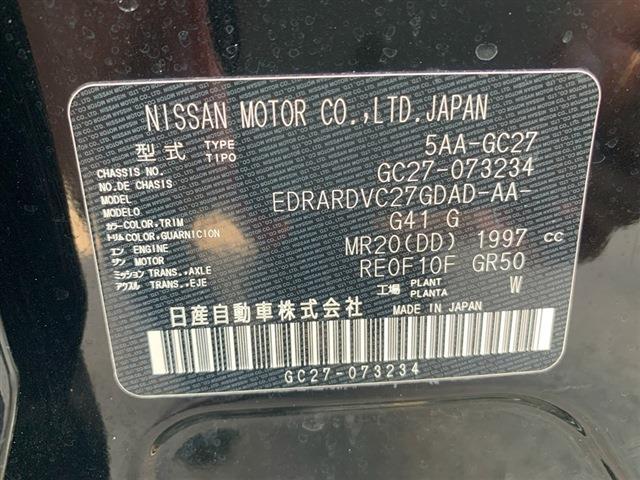 NISSAN MOTOR CO.,LTD.JAPAN
型式 TYPE TIPO 5AA-GC27
CHASSIS NO.
NO.DE CHASIS. GC27-073234
MODEL
MODELO EDRARDVC27GDAD-AA-
カラー COLOR,TRIM
トリム COLOR,GUARNICION G41 G
エンジン ENGINE
MOTOR MR20(DD) 1997 CC
ミッション TRANS.,AXLE
アクスル TRANS.,EJE RE0F10F GR50
工場 PLANT PLANTA W
日産自動車株式会社 MADE IN JAPAN
GC27-073234